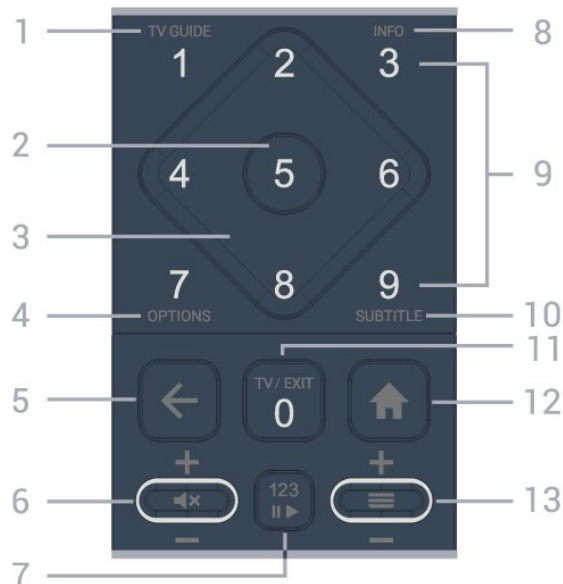 1 TV GUIDE INFO 8
1 2 3
2 4 5 6 9
3
7 8 9
4 OPTIONS SUBTITLE 10
11
TV / EXIT
5 0 12
+ +
6 13
123
- -
7